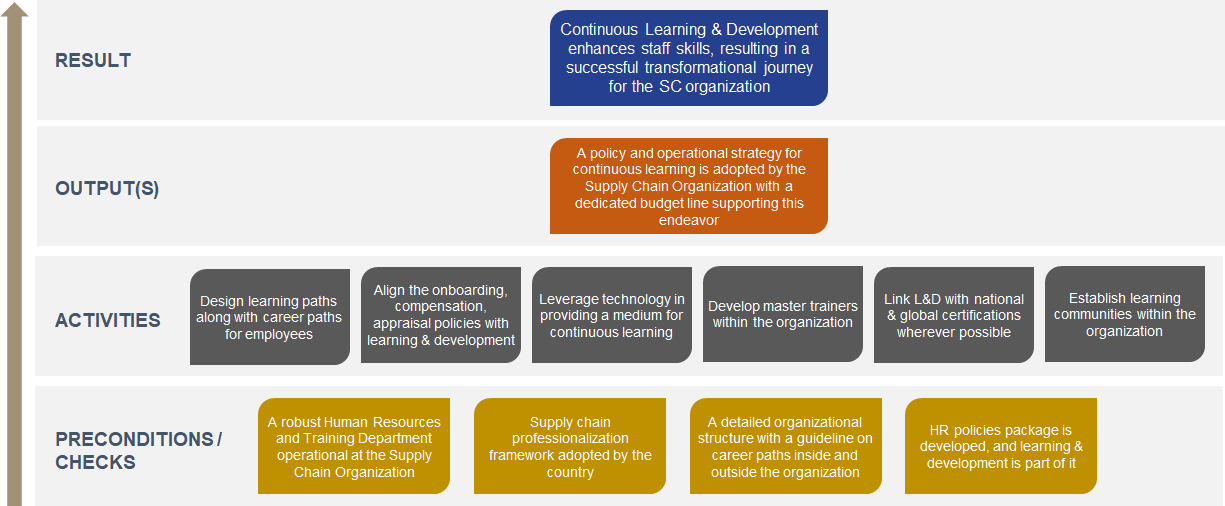 RESULT
Continuous Learning & Development
enhances staff skills, resulting in a
successful transformational journey
for the SC organization
OUTPUT(S)
A policy and operational strategy for
continuous learning is adopted by the
Supply Chain Organization with a
dedicated budget line supporting this
endeavor
ACTIVITIES
Design learning paths
along with career paths
for employees
Align the onboarding,
compensation,
appraisal policies with
learning & development
Leverage technology in
providing a medium for
continuous learning
Develop master trainers
within the organization
Link L&D with national
& global certifications
wherever possible
Establish learning
communities within the
organization
PRECONDITIONS /
CHECKS
A robust Human Resources
and Training Department
operational at the Supply
Chain Organization
Supply chain
professionalization
framework adopted by the
country
A detailed organizational
structure with a guideline on
career paths inside and
outside the organization
HR policies package is
developed, and learning &
development is part of it